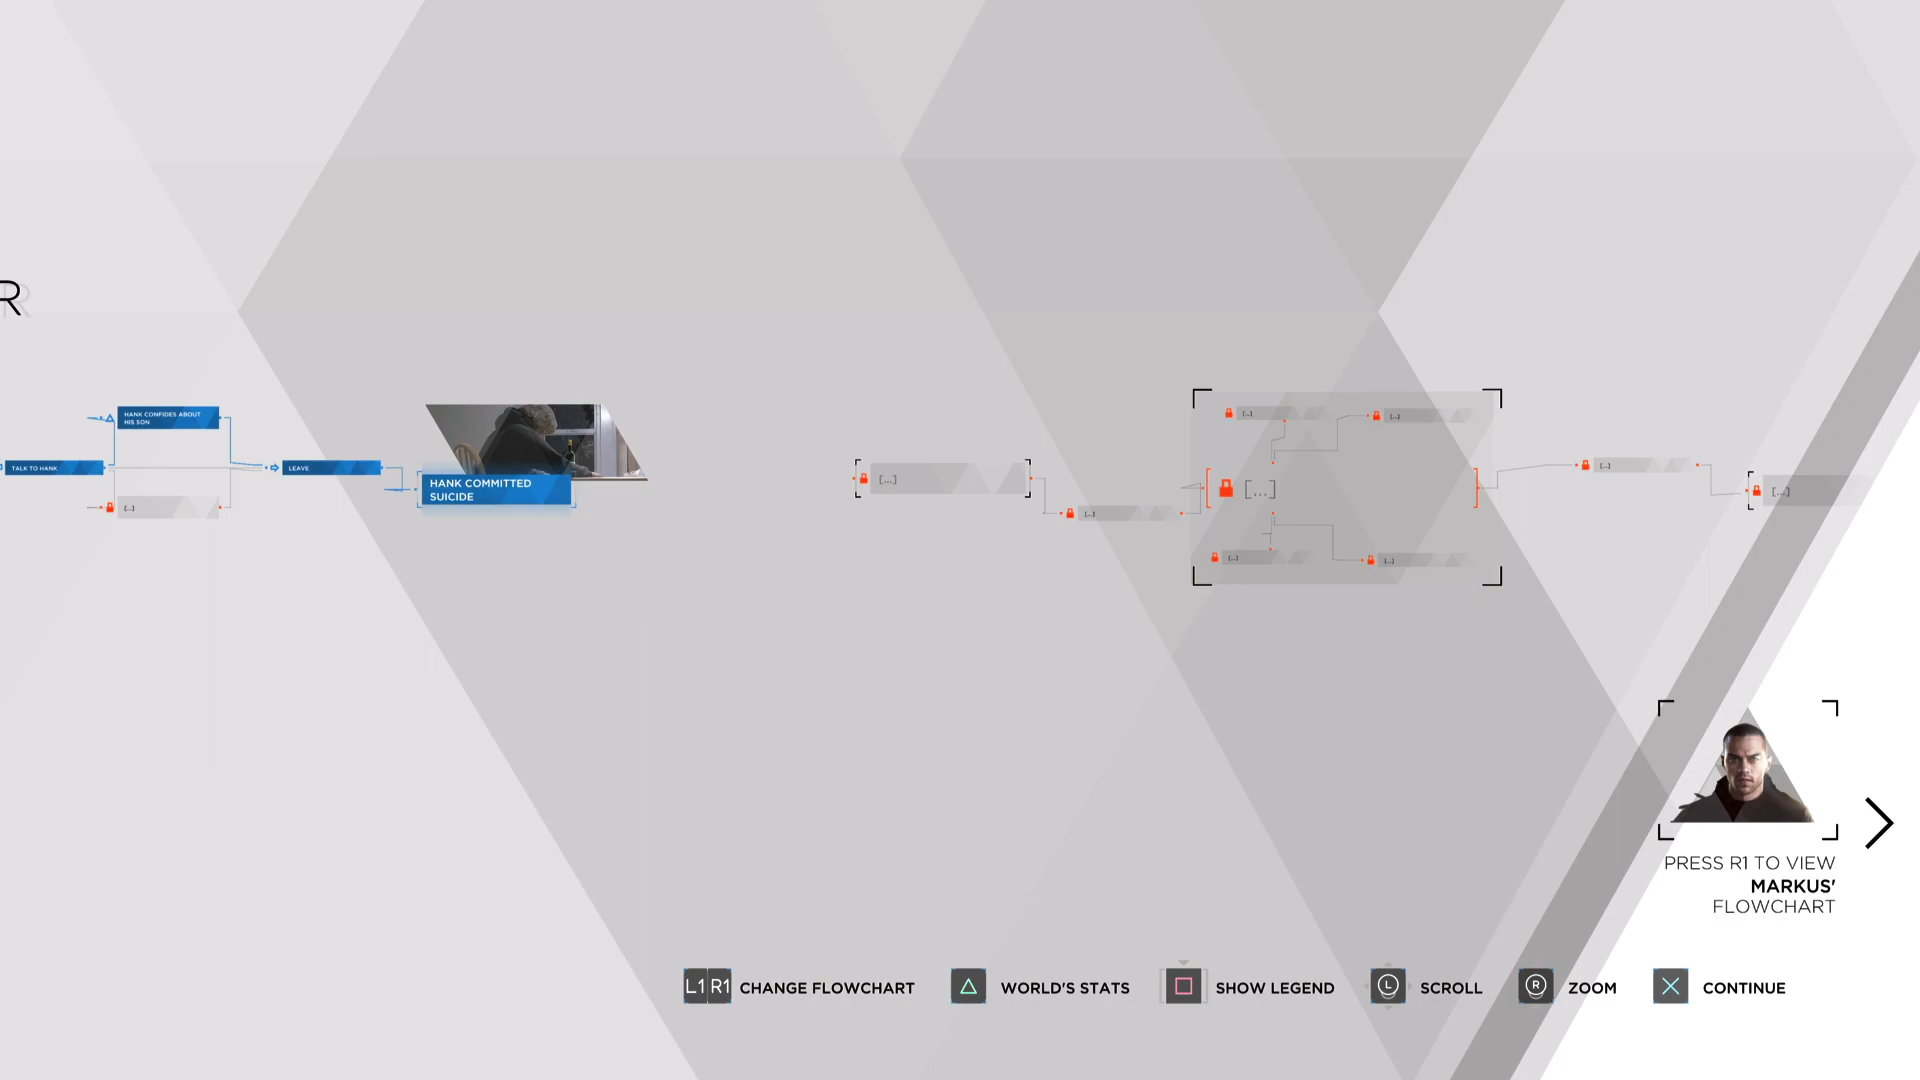 R
HANK CONFIDES ABOUT
HIS SON
TALK TO HANK
LEAVE
[...]
HANK COMMITTED
SUICIDE
[...]
[...]
[...]
[...]
[...]
[...]
[...]
[...]
[...]
PRESS R1 TO VIEW
MARKUS'
FLOWCHART
L1 R1 CHANGE FLOWCHART
WORLD'S STATS
SHOW LEGEND
L SCROLL
R ZOOM
CONTINUE